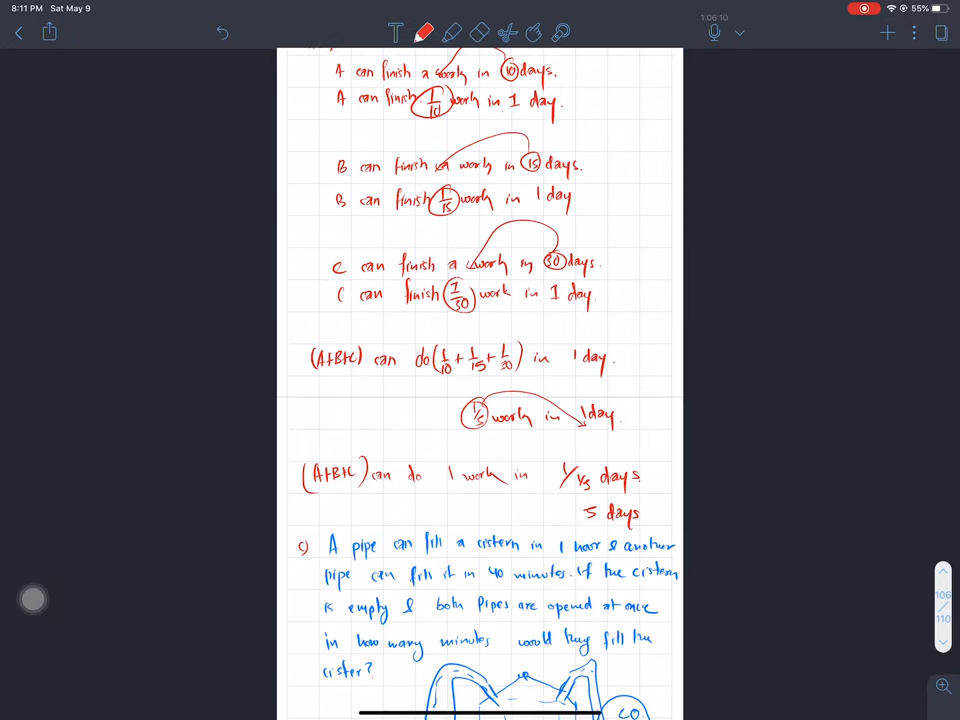 8:11 PM Sat May 9
55%
1:06:10
T
A can finish a work in 10 days.
A can finish 1/10 work in 1 day.
B can finish a work in 15 days.
B can finish 1/15 work in 1 day
C can finish a work in 30 days.
C can finish 1/30 work in 1 day.
(A+B+C) can do (1/10 + 1/15 + 1/30) in 1 day.
1/5 work in 1 day.
(A+B+C) can do 1 work in 1/1/5 days.
5 days
c) A pipe can fill a cistern in 1 hour & another
pipe can fill it in 40 minutes. If the cistern
is empty & both pipes are opened at once
in how many minutes would they fill the
cister?
106
/
110